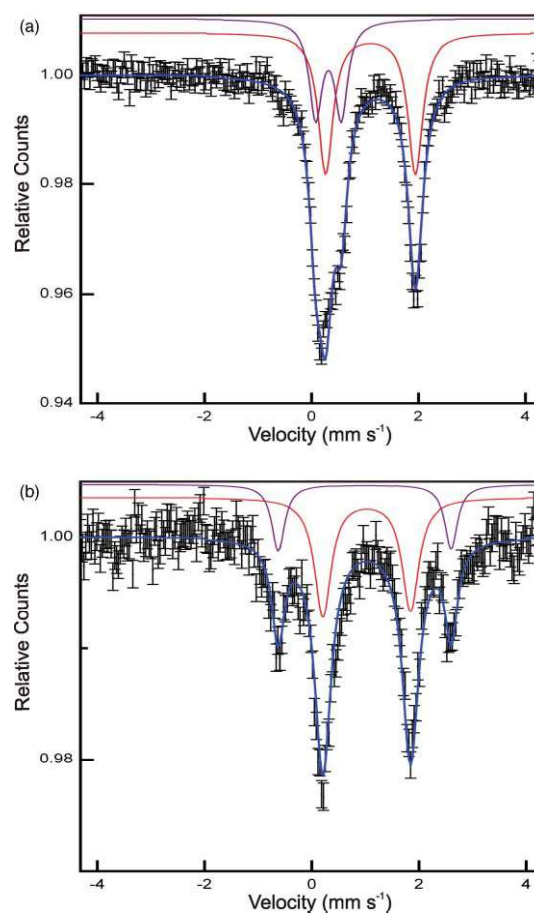 (a)
1.00
0.98
0.96
0.94
Relative Counts
-4 -2 0 2 4
Velocity (mm s⁻¹)
(b)
1.00
0.98
Relative Counts
-4 -2 0 2 4
Velocity (mm s⁻¹)